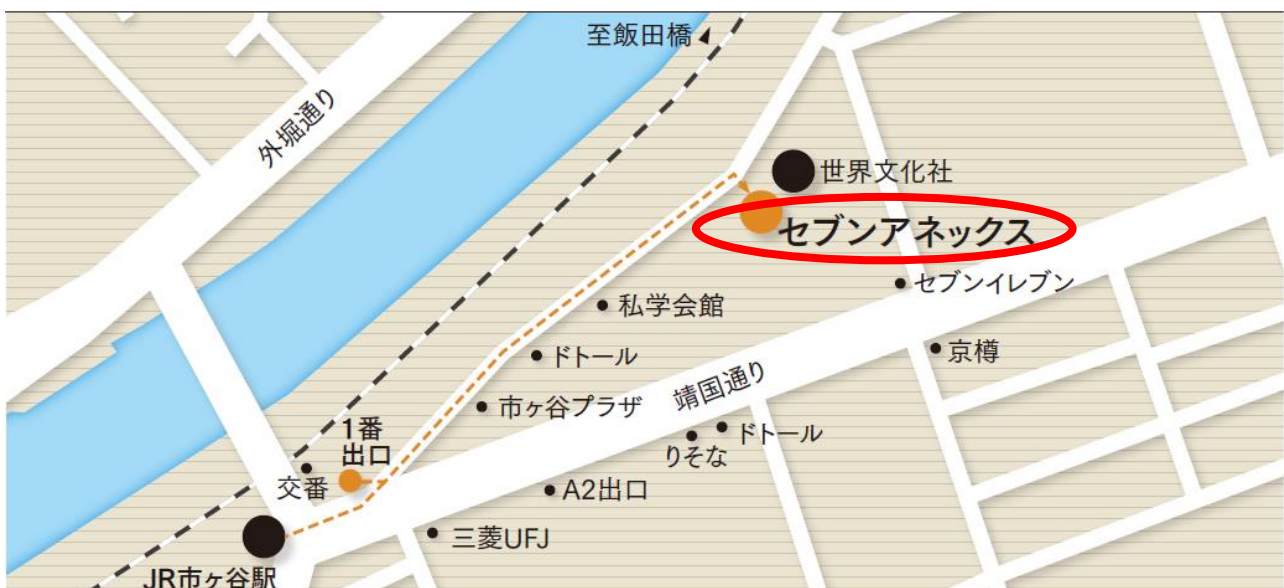 至飯田橋
外堀通り
世界文化社
セブンアネックス
セブンイレブン
私学会館
京樽
ドトール
靖国通り
市ヶ谷プラザ
ドトール
1番
出口
りそな
交番
A2出口
三菱UFJ
JR市ヶ谷駅